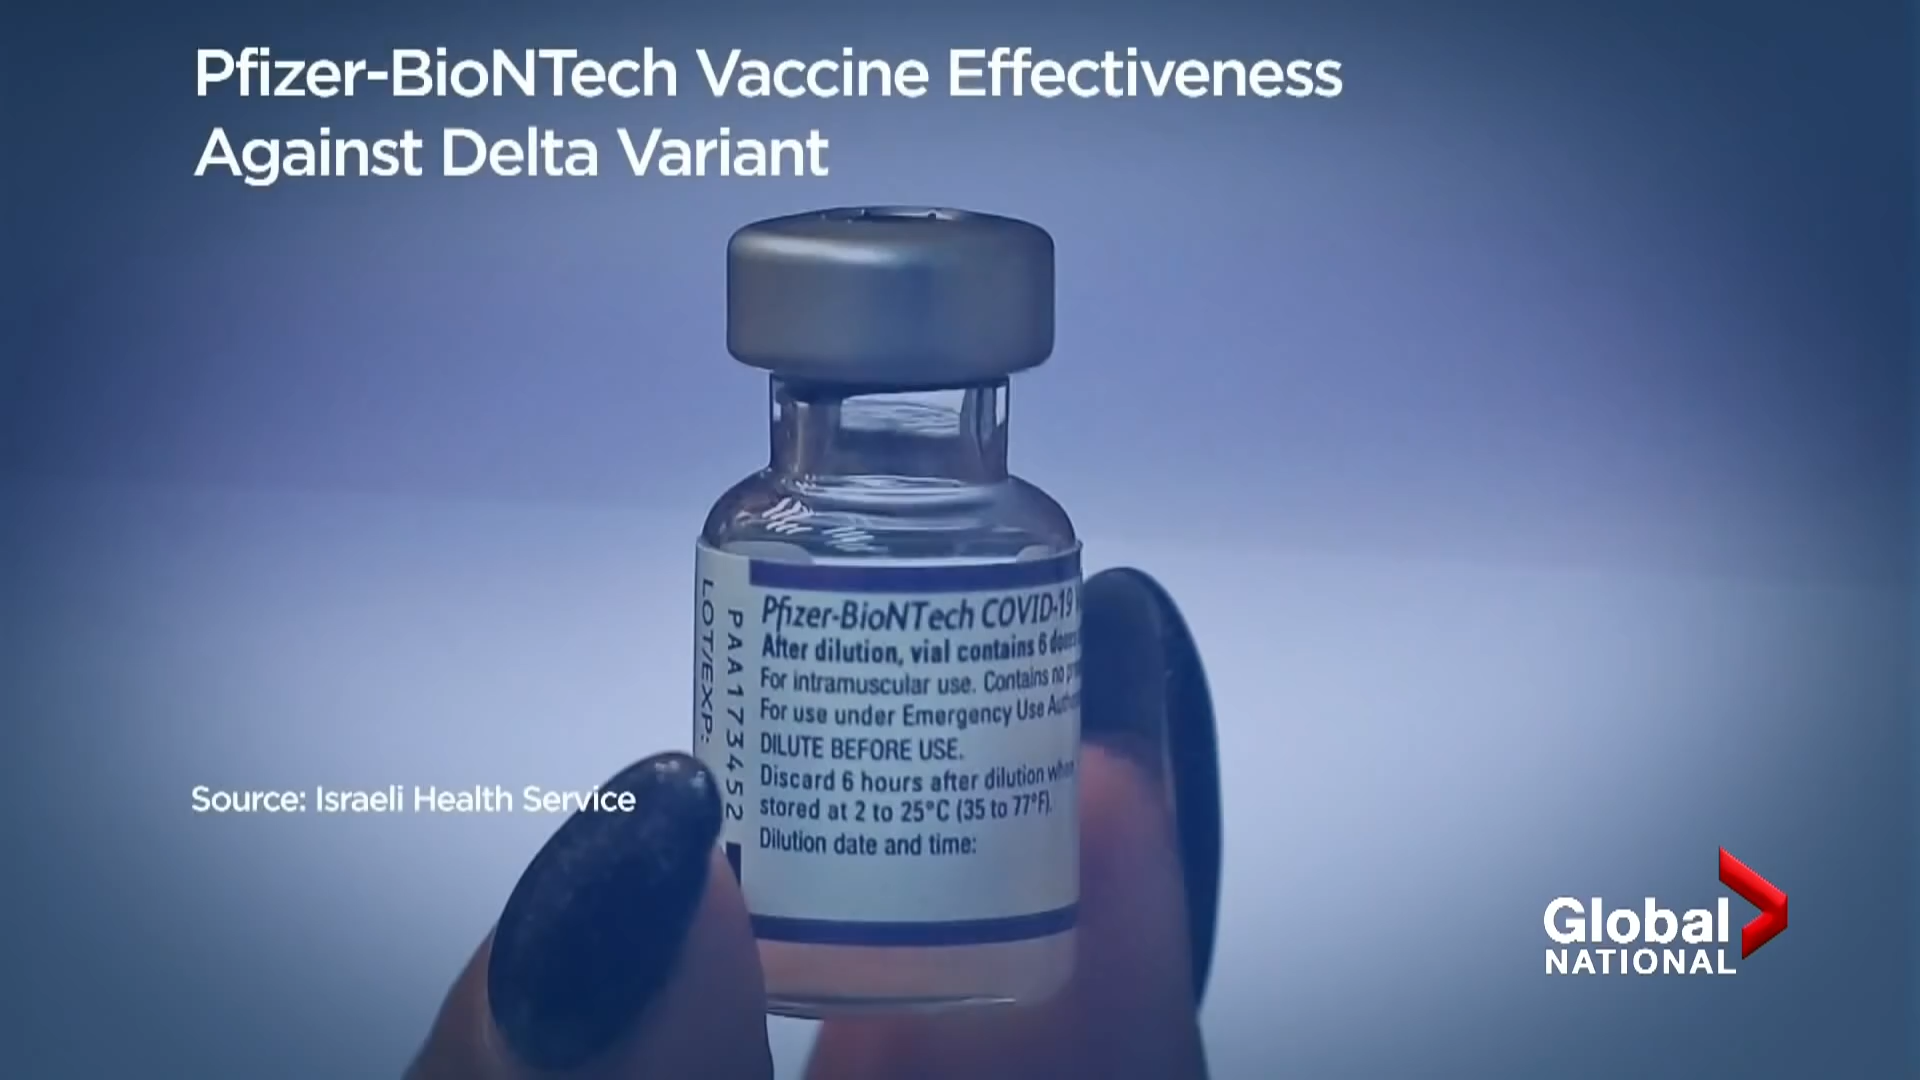 Pfizer-BioNTech Vaccine Effectiveness
Against Delta Variant
LOT/EXP:
PAA173452
Pfizer-BioNTech COVID-19
After dilution, vial contains 6
For intramuscular use. Contains no
For use under Emergency Use
DILUTE BEFORE USE.
Discard 6 hours after dilution
stored at 2 to 25°C (35 to 77°F).
Dilution date and time:
Source: Israeli Health Service
Global
NATIONAL